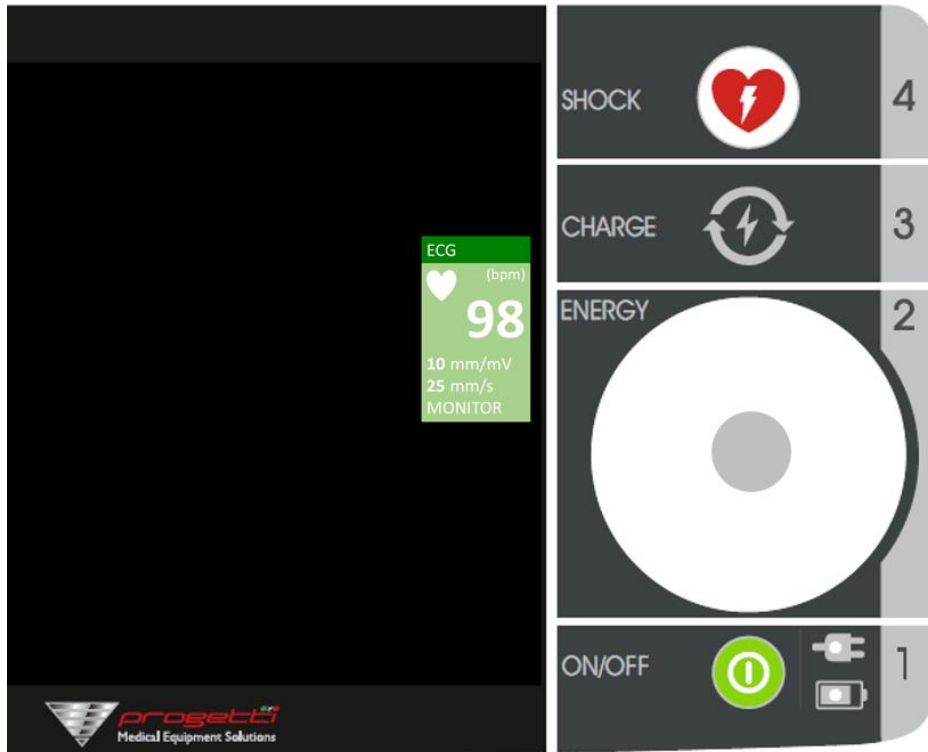 SHOCK
4
CHARGE
3
ECG
(bpm)
98
10 mm/mV
25 mm/s
MONITOR
ENERGY
2
ON/OFF
1
progetti srl
Medical Equipment Solutions